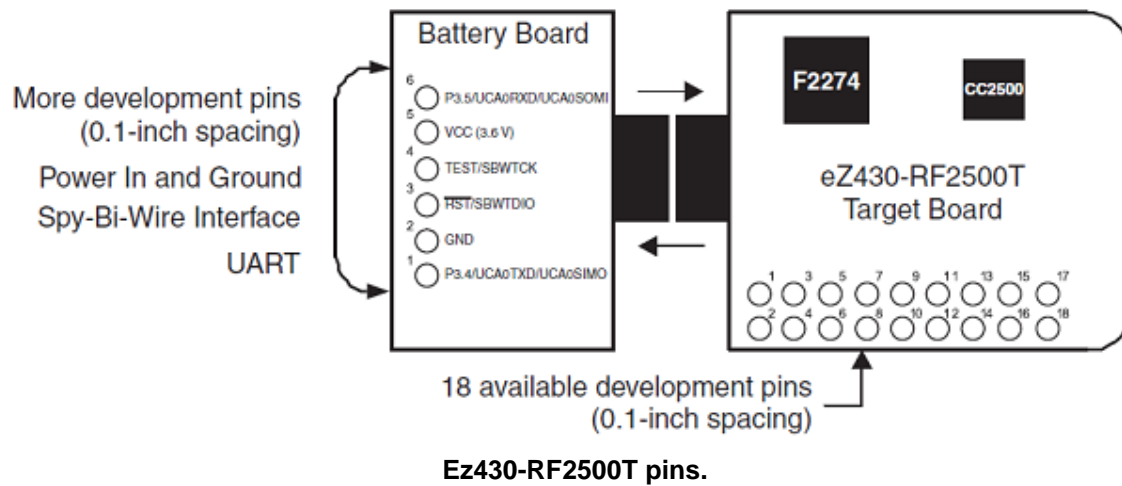 Battery Board
6
P3.5/UCA0RXD/UCA0SOMI
5
VCC (3.6 V)
4
TEST/SBWTCK
3
RST/SBWTDIO
2
GND
1
P3.4/UCA0TXD/UCA0SIMO
More development pins
(0.1-inch spacing)
Power In and Ground
Spy-Bi-Wire Interface
UART
F2274
CC2500
eZ430-RF2500T
Target Board
1 3 5 7 9 11 13 15 17
2 4 6 8 10 12 14 16 18
18 available development pins
(0.1-inch spacing)
Ez430-RF2500T pins.